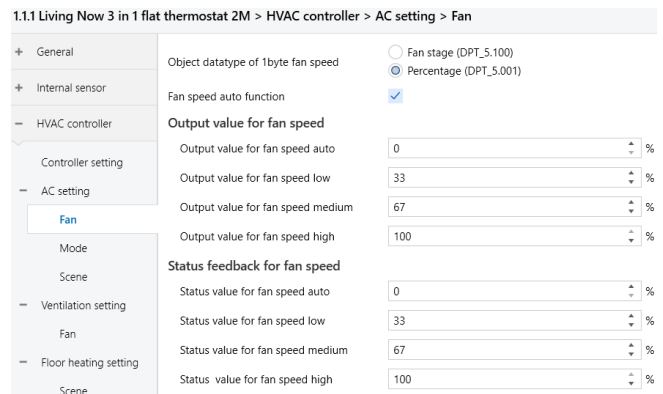 1.1.1 Living Now 3 in 1 flat thermostat 2M > HVAC controller > AC setting > Fan
+ General
+ Internal sensor
− HVAC controller
Controller setting
− AC setting
Fan
Mode
Scene
− Ventilation setting
Fan
− Floor heating setting
Scene
Object datatype of 1byte fan speed
Fan stage (DPT_5.100)
Percentage (DPT_5.001)
Fan speed auto function
Output value for fan speed
Output value for fan speed auto 0 %
Output value for fan speed low 33 %
Output value for fan speed medium 67 %
Output value for fan speed high 100 %
Status feedback for fan speed
Status value for fan speed auto 0 %
Status value for fan speed low 33 %
Status value for fan speed medium 67 %
Status value for fan speed high 100 %